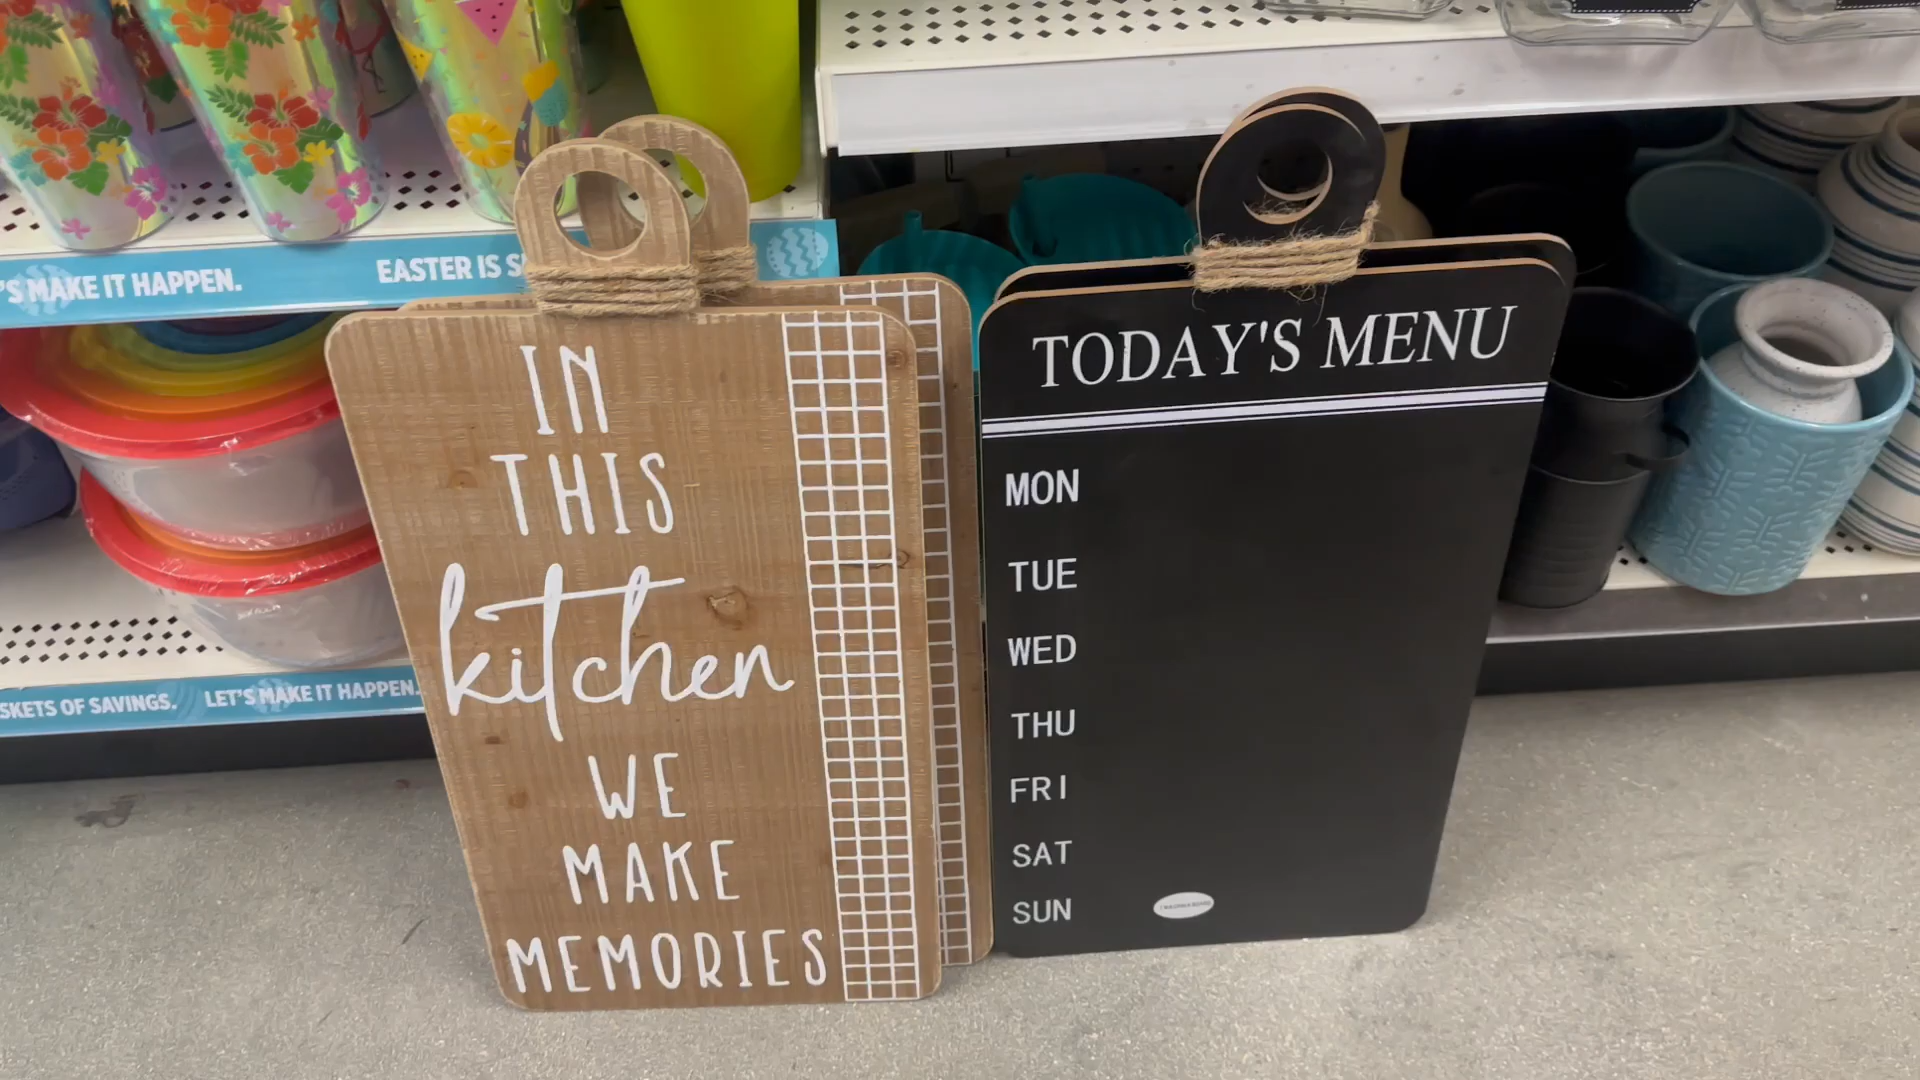 'S MAKE IT HAPPEN.
EASTER IS S
SKETS OF SAVINGS.
LET'S MAKE IT HAPPEN.
IN
THIS
kitchen
WE
MAKE
MEMORIES
TODAY'S MENU
MON
TUE
WED
THU
FRI
SAT
SUN